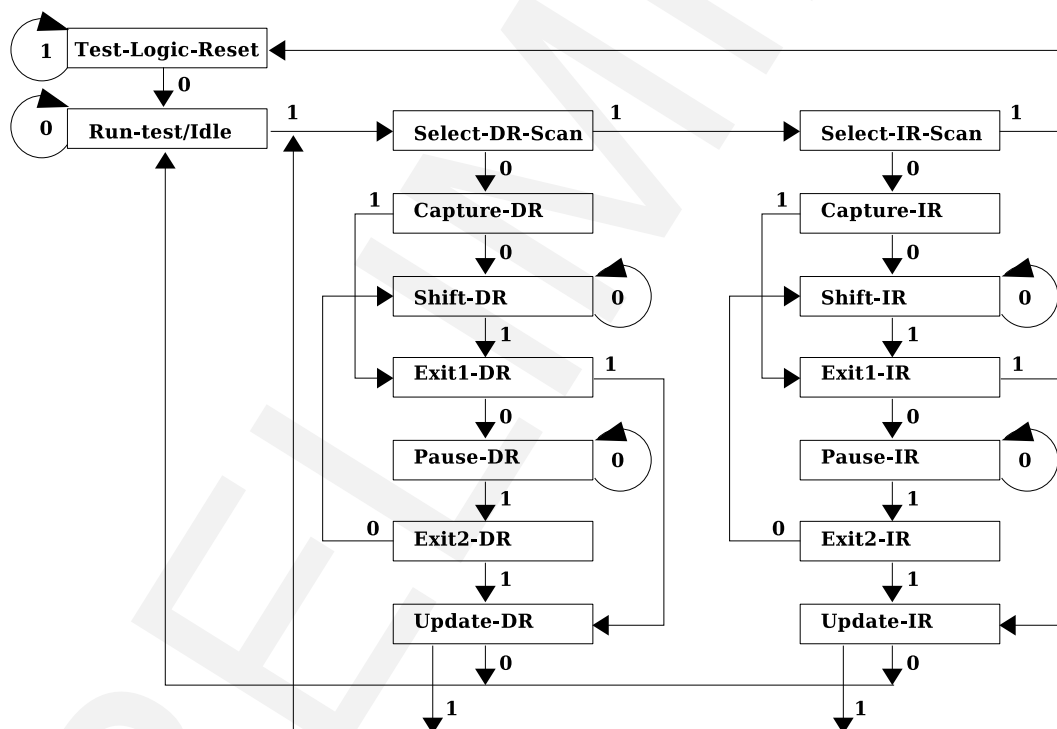 1 Test-Logic-Reset
0
0 Run-test/Idle 1 Select-DR-Scan 1 Select-IR-Scan 1
0 0
1 Capture-DR 1 Capture-IR
0 0
Shift-DR 0 Shift-IR 0
1 1
Exit1-DR 1 Exit1-IR 1
0 0
Pause-DR 0 Pause-IR 0
1 1
0 Exit2-DR 0 Exit2-IR
1 1
Update-DR Update-IR
0 0
1 1